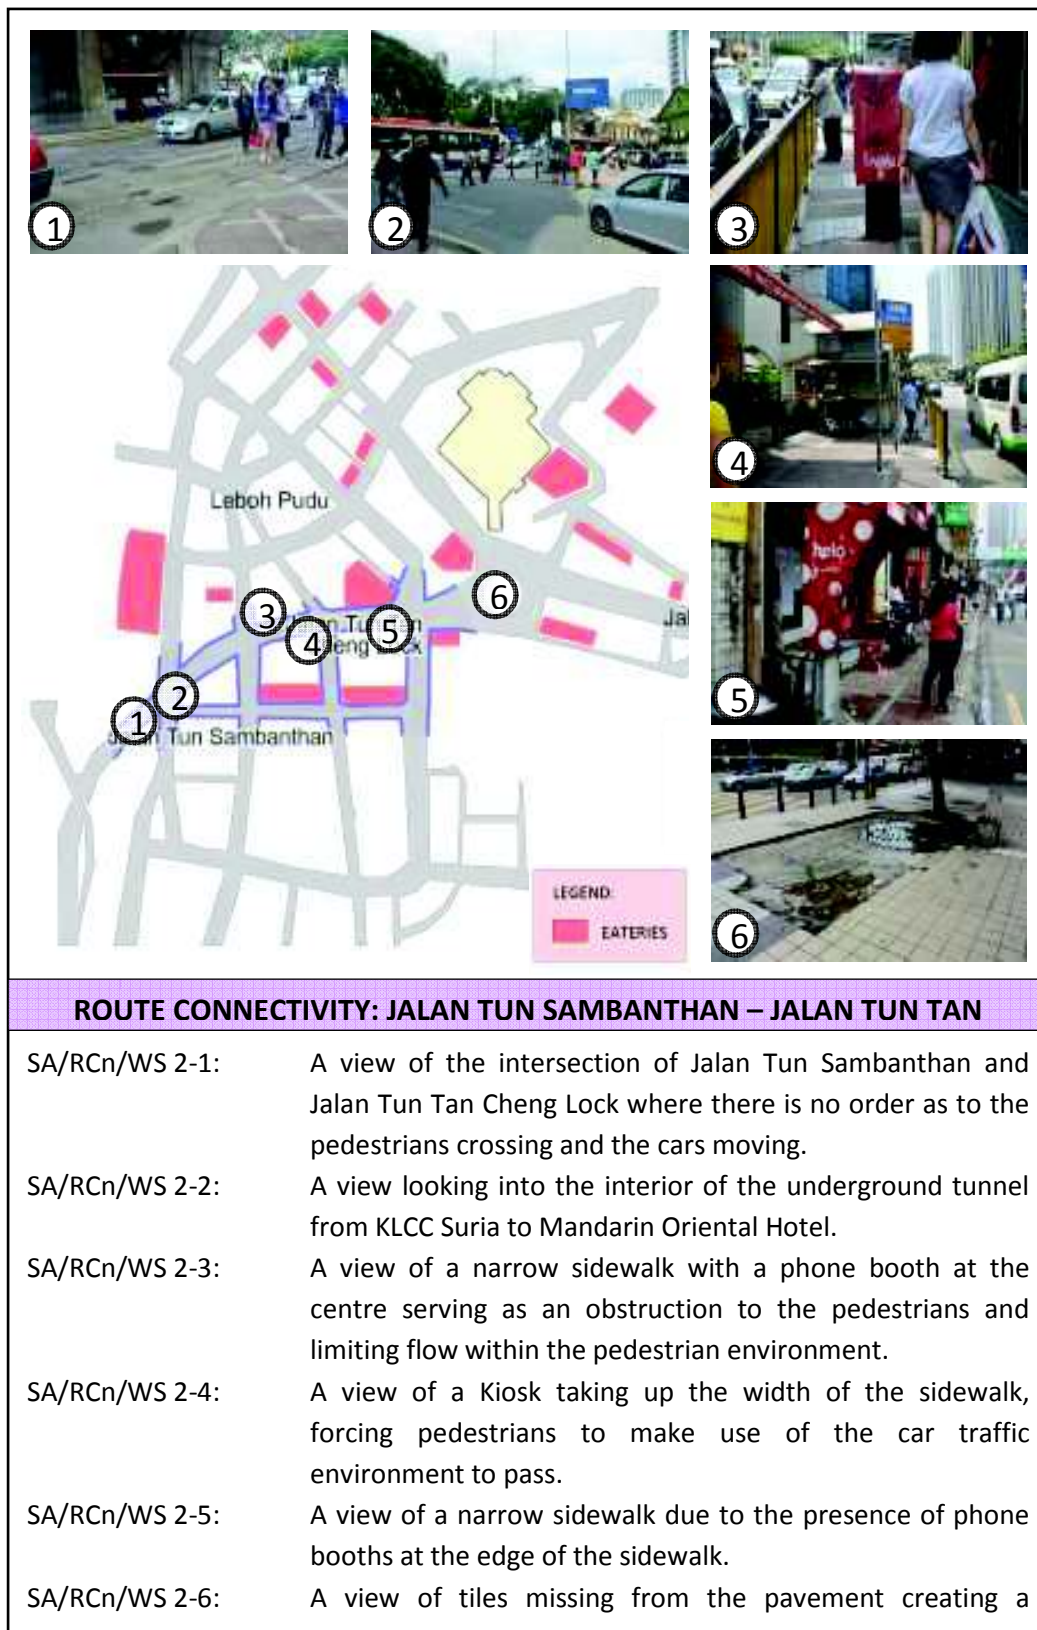 1
2
3
4
Leboh Pudu
5
3
6
Jalan Tu
4
5
eng Lock
2
1
Jalan Tun Sambanthan
LEGEND:
EATERIES
6
ROUTE CONNECTIVITY: JALAN TUN SAMBANTHAN – JALAN TUN TAN
SA/RCn/WS 2-1: A view of the intersection of Jalan Tun Sambanthan and
Jalan Tun Tan Cheng Lock where there is no order as to the
pedestrians crossing and the cars moving.
SA/RCn/WS 2-2: A view looking into the interior of the underground tunnel
from KLCC Suria to Mandarin Oriental Hotel.
SA/RCn/WS 2-3: A view of a narrow sidewalk with a phone booth at the
centre serving as an obstruction to the pedestrians and
limiting flow within the pedestrian environment.
SA/RCn/WS 2-4: A view of a Kiosk taking up the width of the sidewalk,
forcing pedestrians to make use of the car traffic
environment to pass.
SA/RCn/WS 2-5: A view of a narrow sidewalk due to the presence of phone
booths at the edge of the sidewalk.
SA/RCn/WS 2-6: A view of tiles missing from the pavement creating a